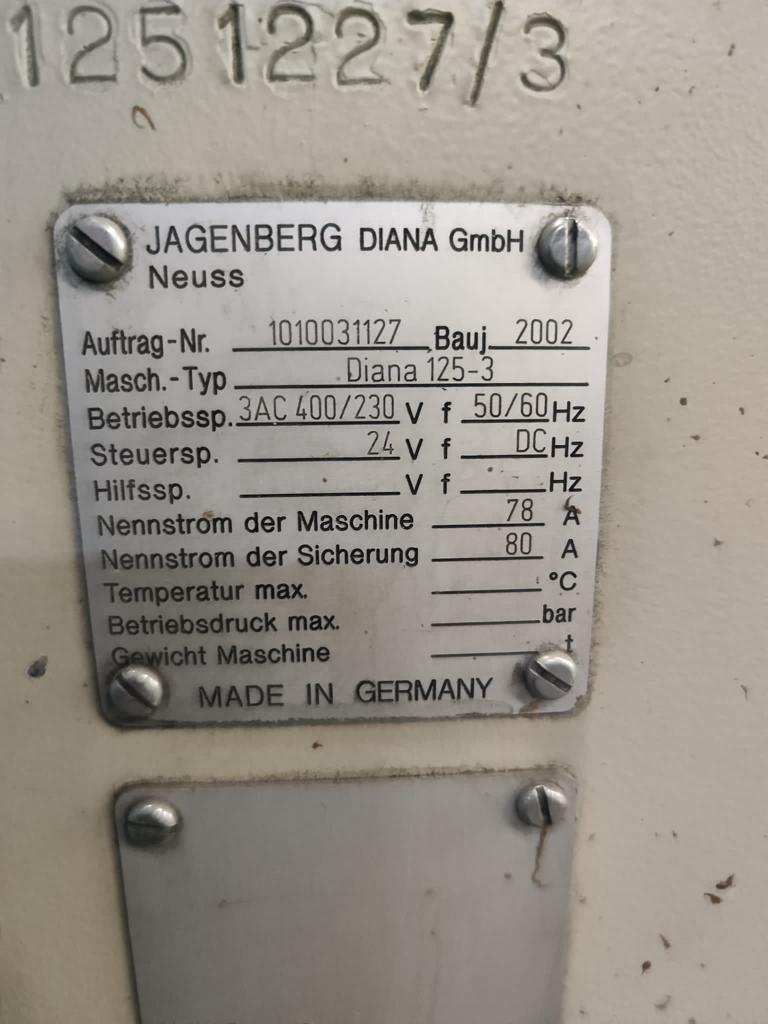 1251227/3
JAGENBERG DIANA GmbH
Neuss
Auftrag-Nr. 1010031127 Bauj. 2002
Masch.-Typ Diana 125-3
Betriebssp. 3AC 400/230 V f 50/60 Hz
Steuersp. 24 V f DC Hz
Hilfssp. V f Hz
Nennstrom der Maschine 78 A
Nennstrom der Sicherung 80 A
Temperatur max. °C
Betriebsdruck max. bar
Gewicht Maschine t
MADE IN GERMANY